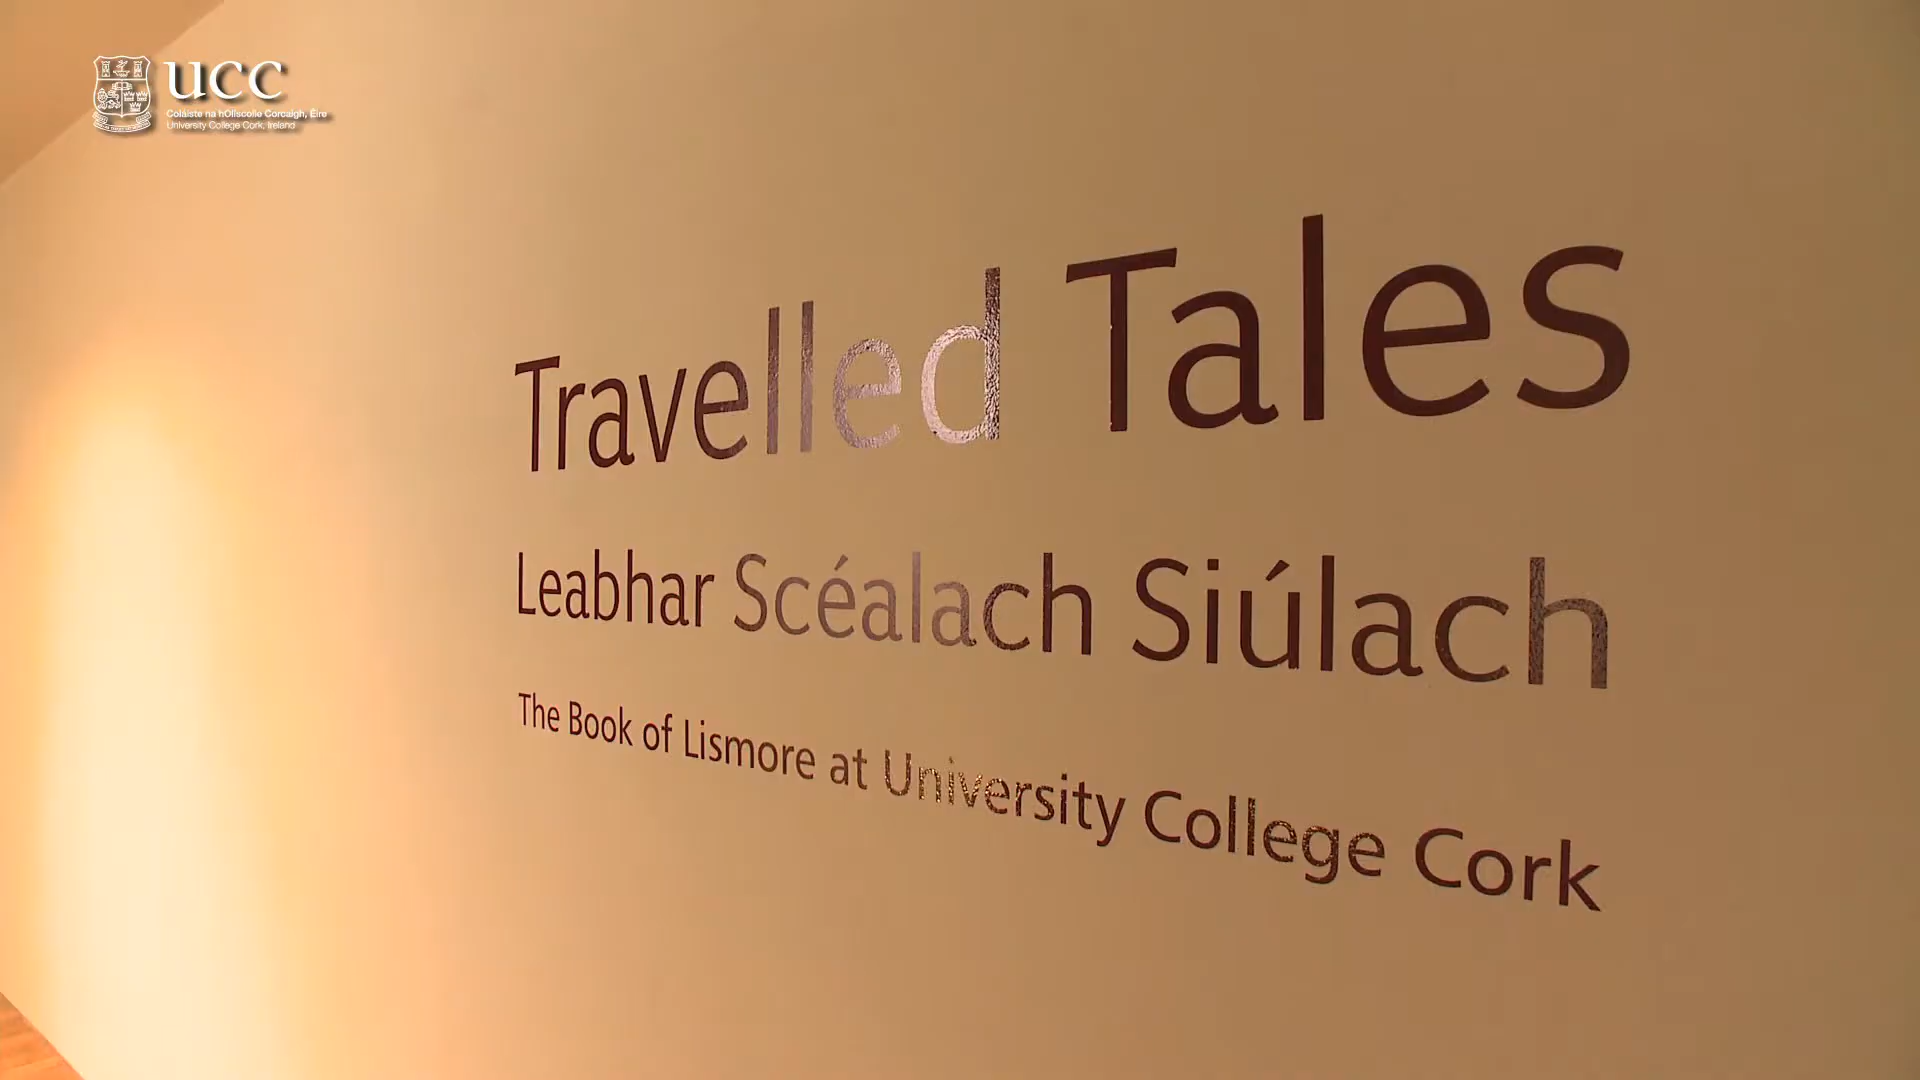 UCC
Coláiste na hOllscoile Corcaigh, Éire
University College Cork, Ireland
Travelled Tales
Leabhar Scéalach Siúlach
The Book of Lismore at University College Cork